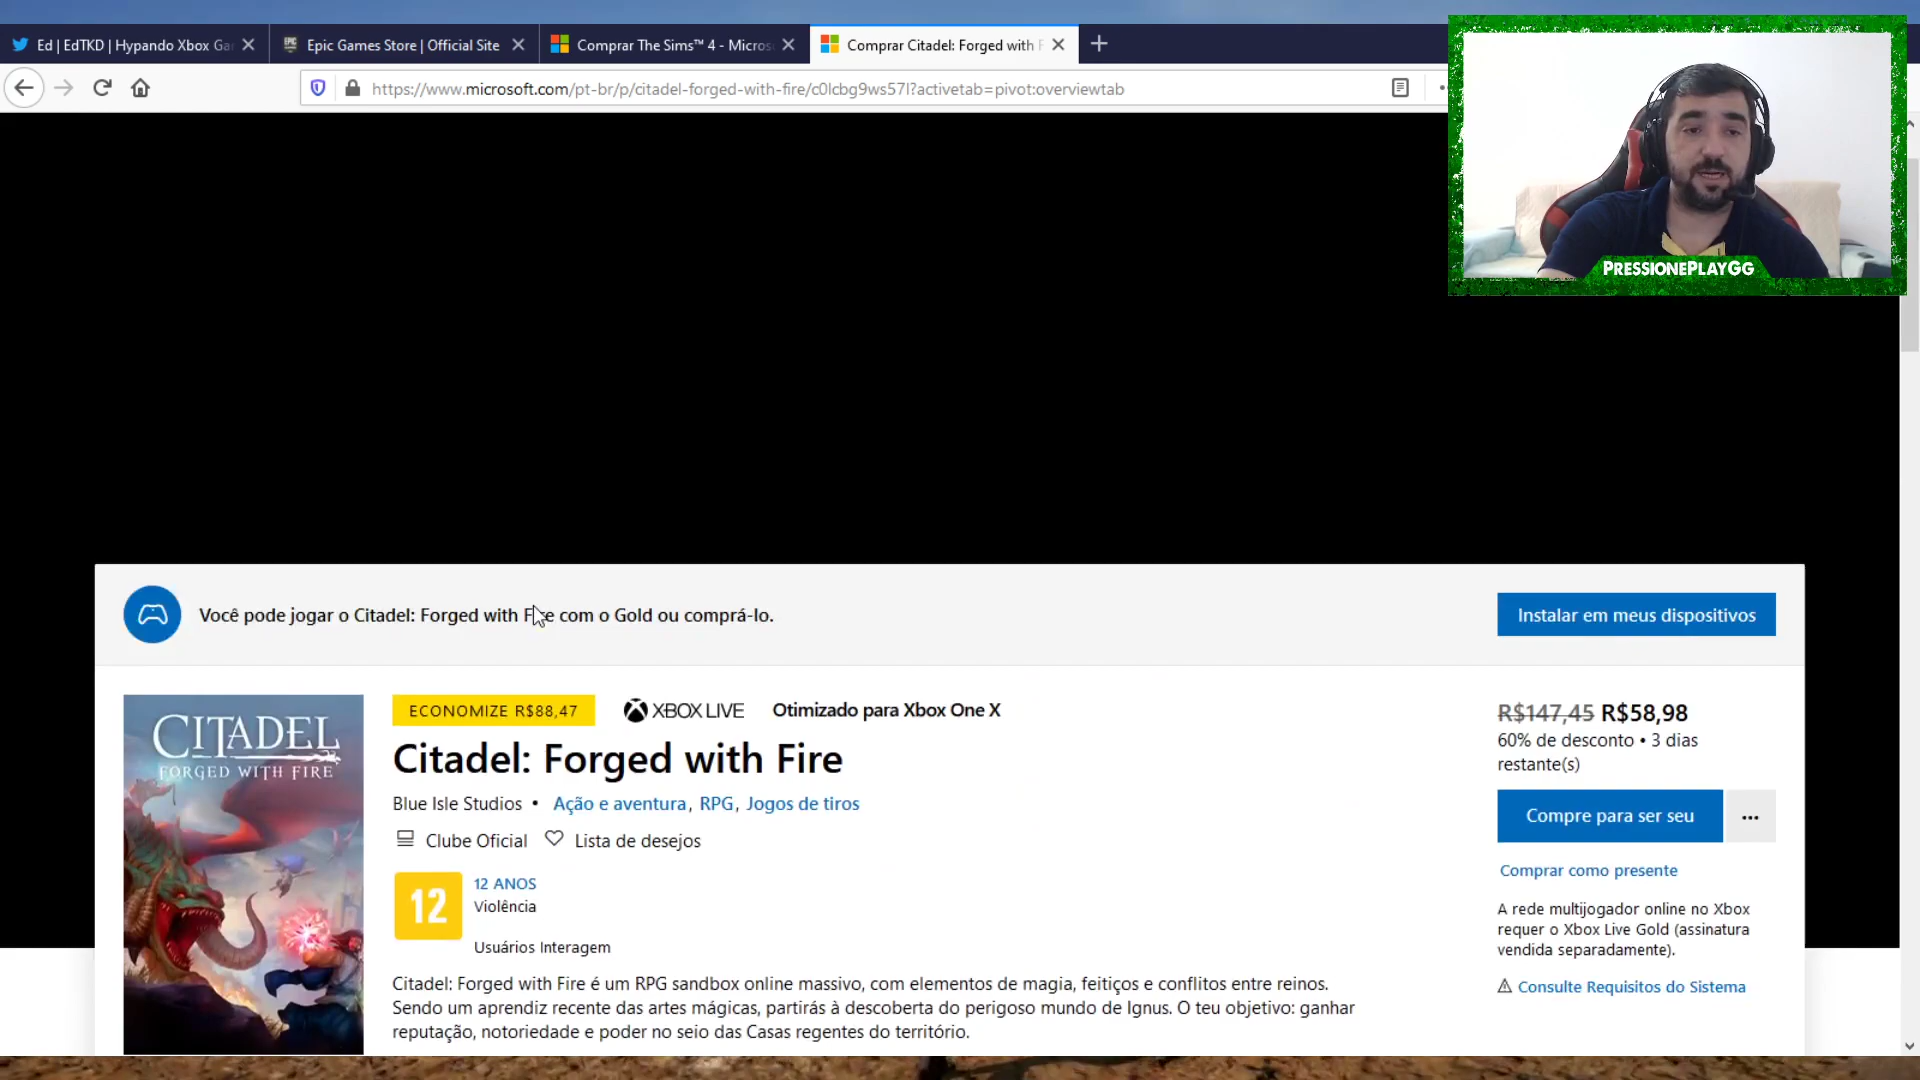 Ed | EdTKD | Hypando Xbox Ga
Epic Games Store | Official Site
Comprar The Sims™ 4 - Micros
Comprar Citadel: Forged with F
https://www.microsoft.com/pt-br/p/citadel-forged-with-fire/c0lcbg9ws57l?activetab=pivot:overviewtab
PRESSIONEPLAYGG
Você pode jogar o Citadel: Forged with Fire com o Gold ou comprá-lo.
Instalar em meus dispositivos
CITADEL
FORGED WITH FIRE
ECONOMIZE R$88,47
XBOX LIVE
Otimizado para Xbox One X
Citadel: Forged with Fire
Blue Isle Studios • Ação e aventura, RPG, Jogos de tiros
Clube Oficial
Lista de desejos
12
12 ANOS
Violência
Usuários Interagem
Citadel: Forged with Fire é um RPG sandbox online massivo, com elementos de magia, feitiços e conflitos entre reinos.
Sendo um aprendiz recente das artes mágicas, partirás à descoberta do perigoso mundo de Ignus. O teu objetivo: ganhar
reputação, notoriedade e poder no seio das Casas regentes do território.
R$147,45 R$58,98
60% de desconto • 3 dias
restante(s)
Compre para ser seu
Comprar como presente
A rede multijogador online no Xbox
requer o Xbox Live Gold (assinatura
vendida separadamente).
Consulte Requisitos do Sistema